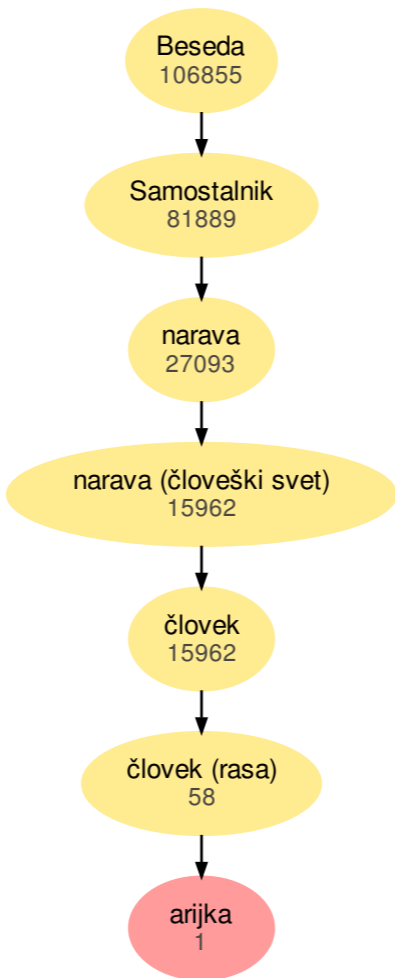 Beseda
106855
Samostalnik
81889
narava
27093
narava (človeški svet)
15962
človek
15962
človek (rasa)
58
arijka
1